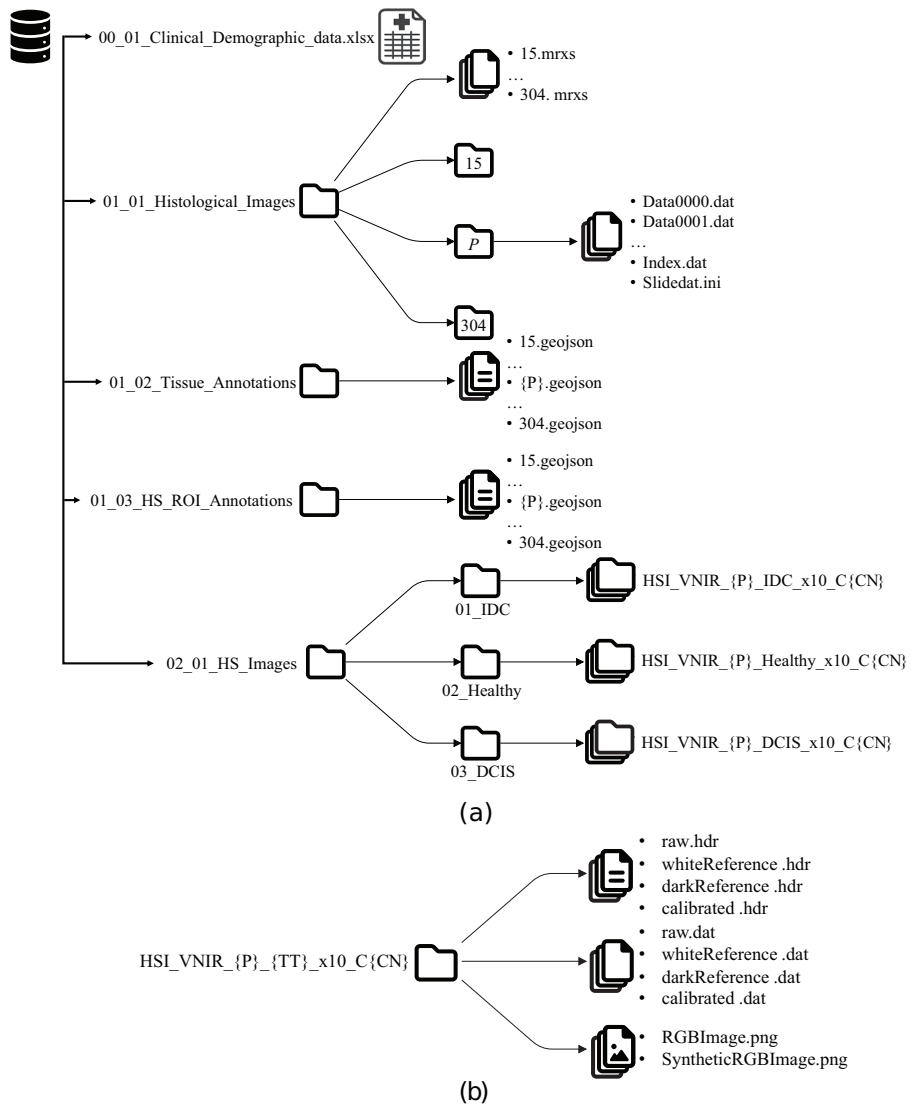 00_01_Clinical_Demographic_data.xlsx
• 15.mrxs
…
• 304. mrxs
15
01_01_Histological_Images
P
• Data0000.dat
• Data0001.dat
…
• Index.dat
• Slidedat.ini
304
01_02_Tissue_Annotations
• 15.geojson
…
• {P}.geojson
…
• 304.geojson
01_03_HS_ROI_Annotations
• 15.geojson
…
• {P}.geojson
…
• 304.geojson
02_01_HS_Images
01_IDC
HSI_VNIR_{P}_IDC_x10_C{CN}
02_Healthy
HSI_VNIR_{P}_Healthy_x10_C{CN}
03_DCIS
HSI_VNIR_{P}_DCIS_x10_C{CN}
(a)
HSI_VNIR_{P}_{TT}_x10_C{CN}
• raw.hdr
• whiteReference .hdr
• darkReference .hdr
• calibrated .hdr
• raw.dat
• whiteReference .dat
• darkReference .dat
• calibrated .dat
• RGBImage.png
• SyntheticRGBImage.png
(b)